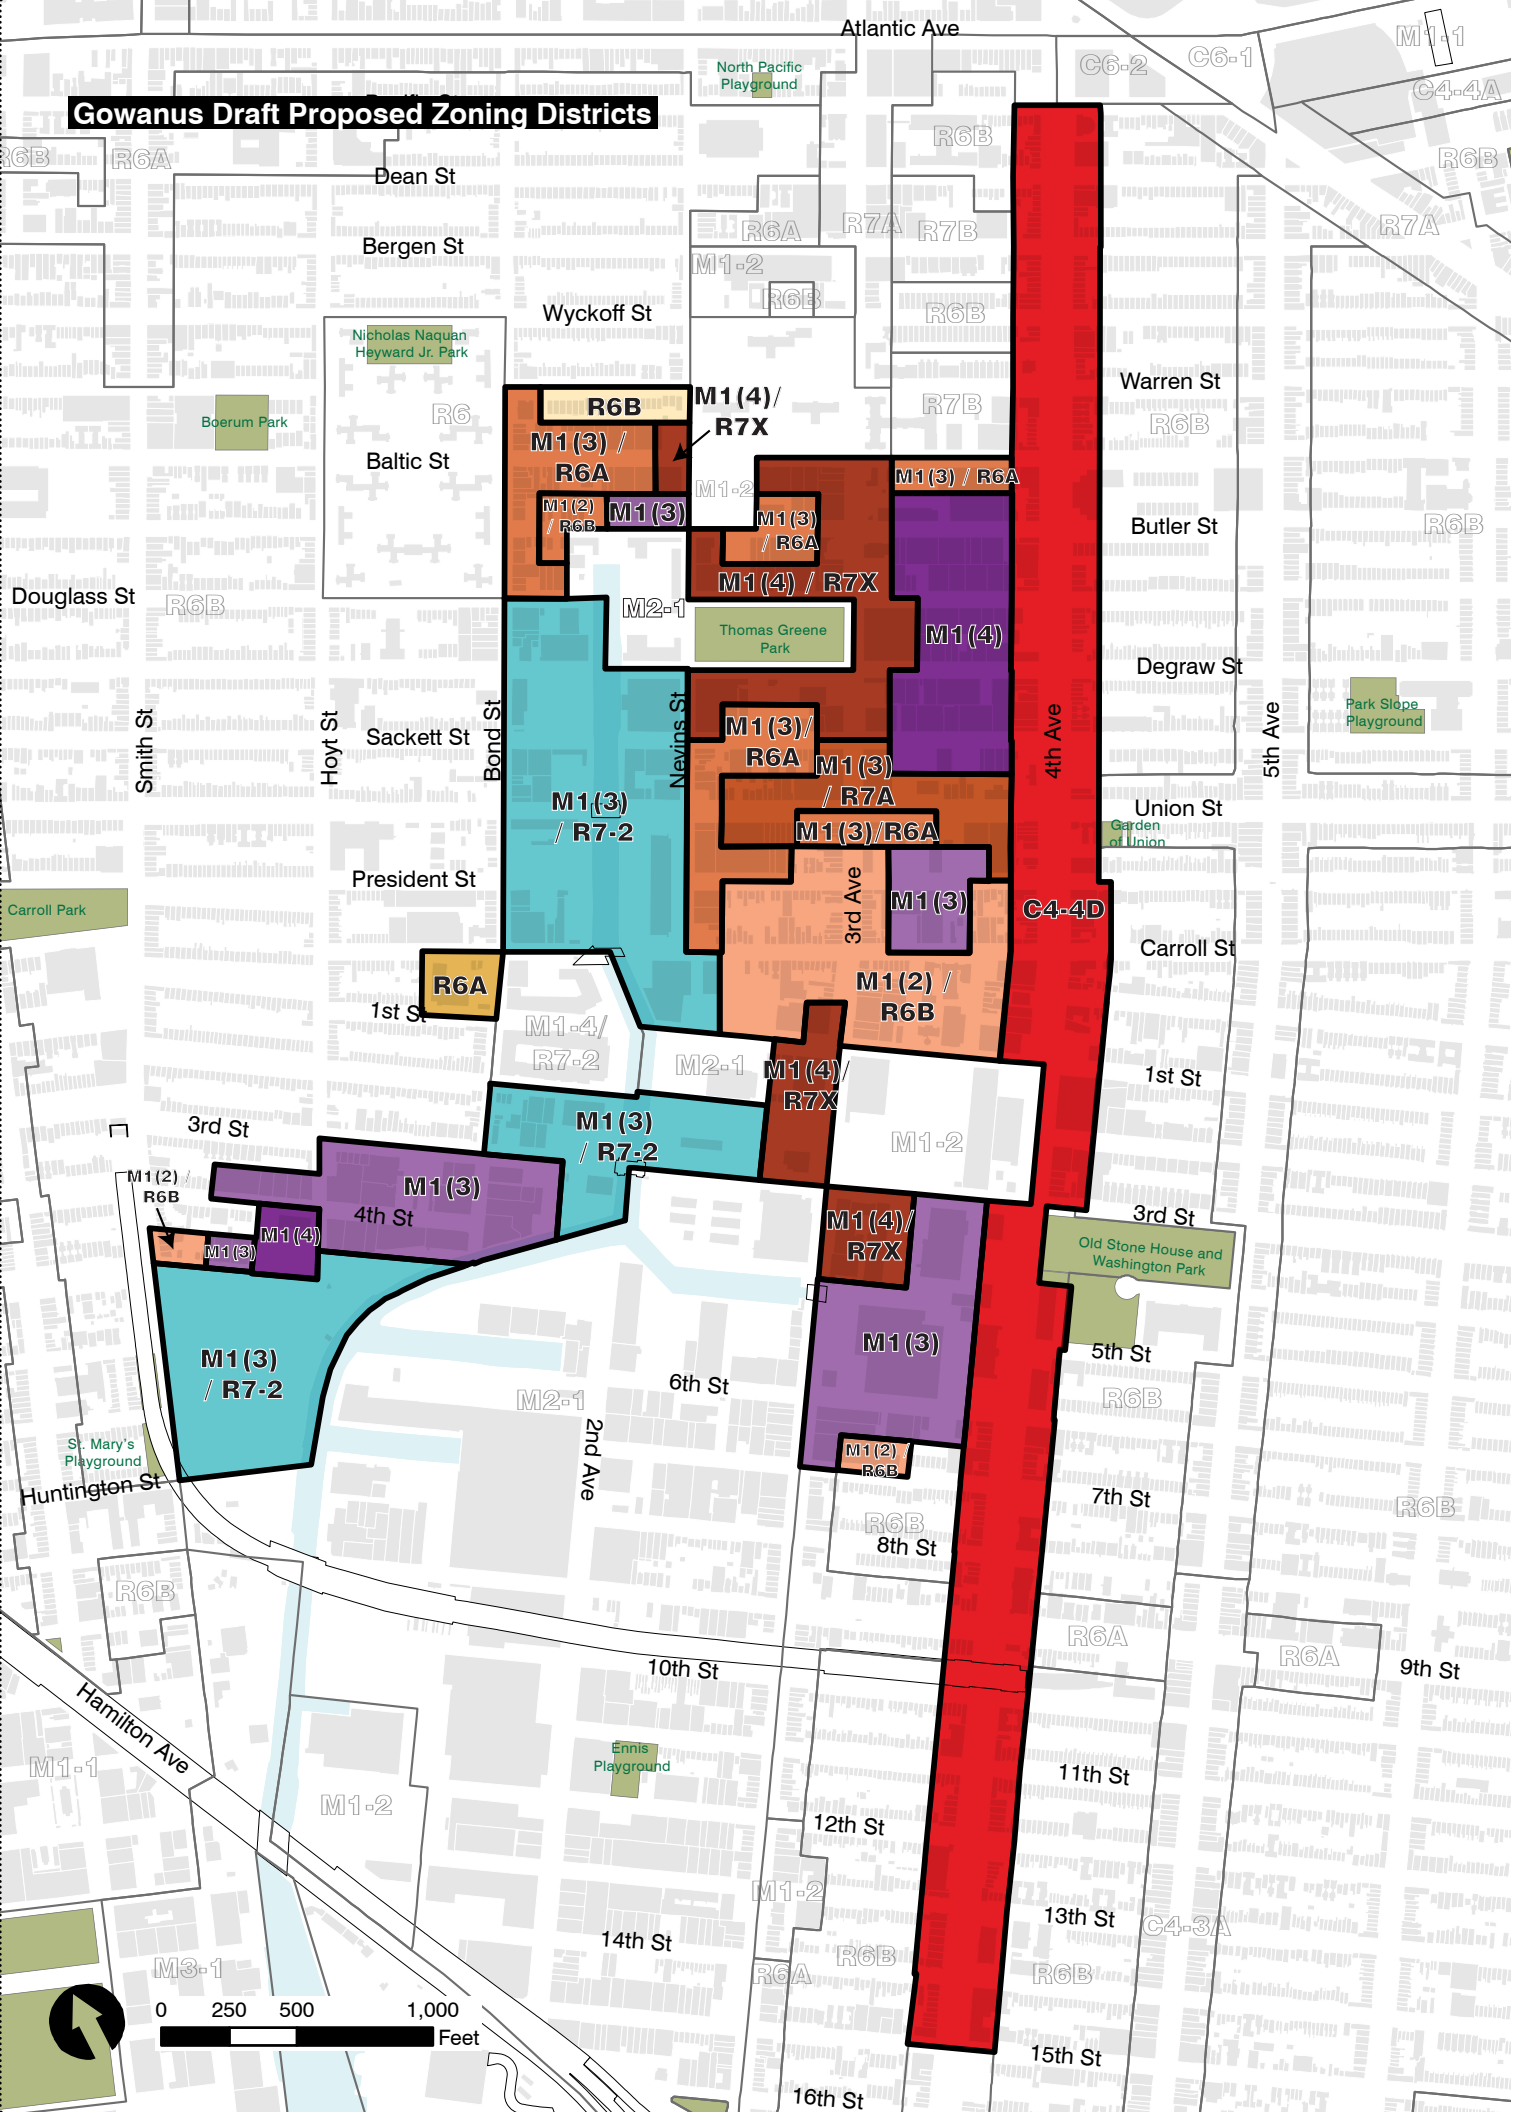 Atlantic Ave
M1-1
C6-2
C6-1
North Pacific
Playground
C4-4A
Gowanus Draft Proposed Zoning Districts
R6B
R6B
R6A
R6B
Dean St
R6A
R7A
R7B
R7A
Bergen St
M1-2
R6B
Wyckoff St
R6B
Nicholas Naquan
Heyward Jr. Park
Warren St
M1(4)/
R7X
R6B
R7B
R6
Boerum Park
R6B
M1(3) /
R6A
Baltic St
M1(3) / R6A
M1-2
M1(2)
/ R6B
M1(3)
M1(3)
/ R6A
Butler St
R6B
M1(4) / R7X
Douglass St
R6B
M2-1
Thomas Greene
Park
M1(4)
Degraw St
Park Slope
Playground
Smith St
Hoyt St
Bond St
Nevins St
4th Ave
5th Ave
Sackett St
M1(3)/
R6A
M1(3)
/ R7A
M1(3)
/ R7-2
Union St
M1(3)/R6A
Garden
of Union
President St
3rd Ave
M1(3)
C4-4D
Carroll Park
Carroll St
R6A
M1(2) /
R6B
1st St
M1-4/
R7-2
M2-1
M1(4)/
R7X
1st St
3rd St
M1(3)
/ R7-2
M1-2
M1(2) /
R6B
M1(3)
4th St
M1(4)
M1(3)
M1(4)/
R7X
3rd St
Old Stone House and
Washington Park
M1(3)
5th St
M1(3)
/ R7-2
M2-1
6th St
R6B
2nd Ave
St. Mary's
Playground
M1(2) /
R6B
Huntington St
7th St
R6B
R6B
8th St
R6B
R6A
R6A
10th St
9th St
Hamilton Ave
Ennis
Playground
M1-1
11th St
M1-2
12th St
M1-2
13th St
C4-3A
14th St
R6B
M3-1
R6A
R6B
0 250 500 1,000
Feet
15th St
16th St